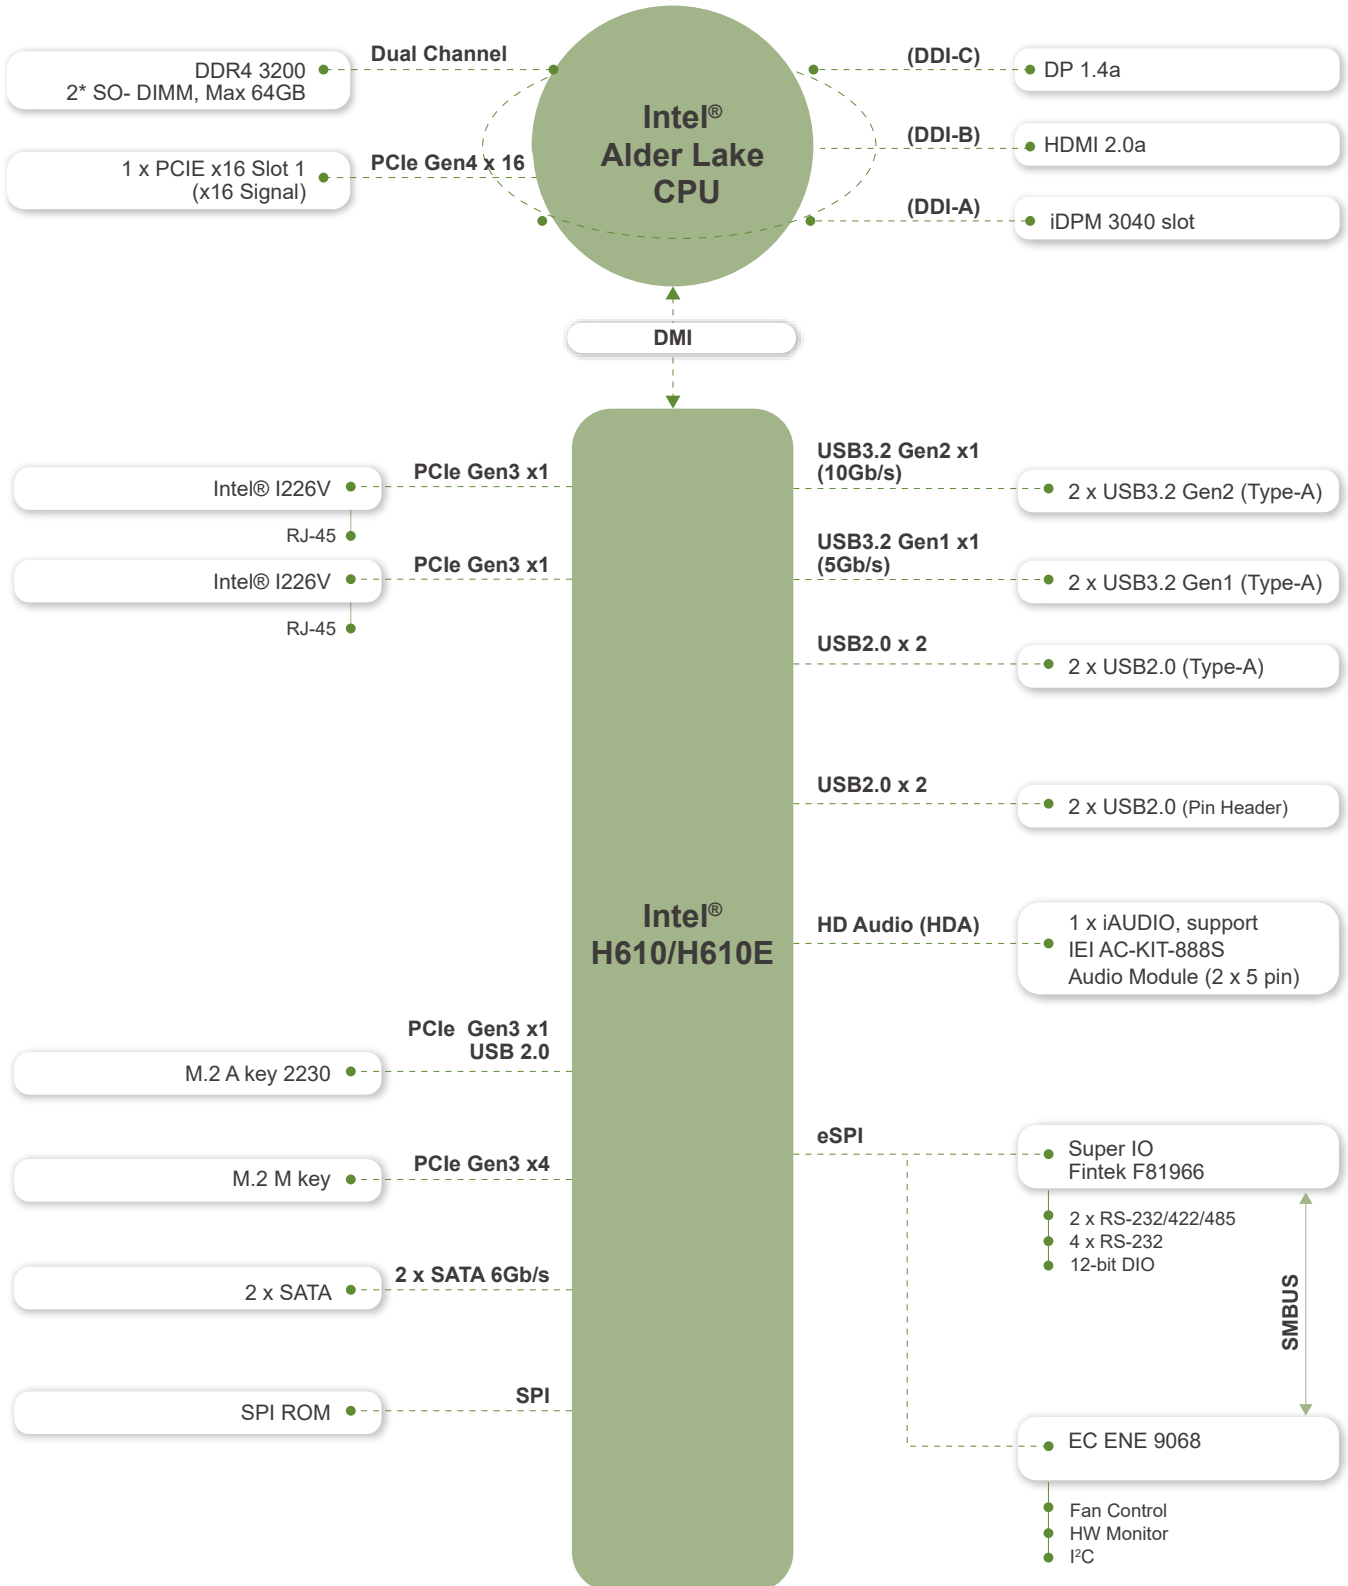 Dual Channel
DDR4 3200
2* SO- DIMM, Max 64GB
PCIe Gen4 x 16
1 x PCIE x16 Slot 1
(x16 Signal)
Intel®
Alder Lake
CPU
(DDI-C)
DP 1.4a
(DDI-B)
HDMI 2.0a
(DDI-A)
iDPM 3040 slot
DMI
PCIe Gen3 x1
Intel® I226V
RJ-45
PCIe Gen3 x1
Intel® I226V
RJ-45
USB3.2 Gen2 x1
(10Gb/s)
2 x USB3.2 Gen2 (Type-A)
USB3.2 Gen1 x1
(5Gb/s)
2 x USB3.2 Gen1 (Type-A)
USB2.0 x 2
2 x USB2.0 (Type-A)
USB2.0 x 2
2 x USB2.0 (Pin Header)
Intel®
H610/H610E
HD Audio (HDA)
1 x iAUDIO, support
IEI AC-KIT-888S
Audio Module (2 x 5 pin)
PCIe Gen3 x1
USB 2.0
M.2 A key 2230
PCIe Gen3 x4
M.2 M key
2 x SATA 6Gb/s
2 x SATA
SPI
SPI ROM
eSPI
Super IO
Fintek F81966
2 x RS-232/422/485
4 x RS-232
12-bit DIO
SMBUS
EC ENE 9068
Fan Control
HW Monitor
I²C